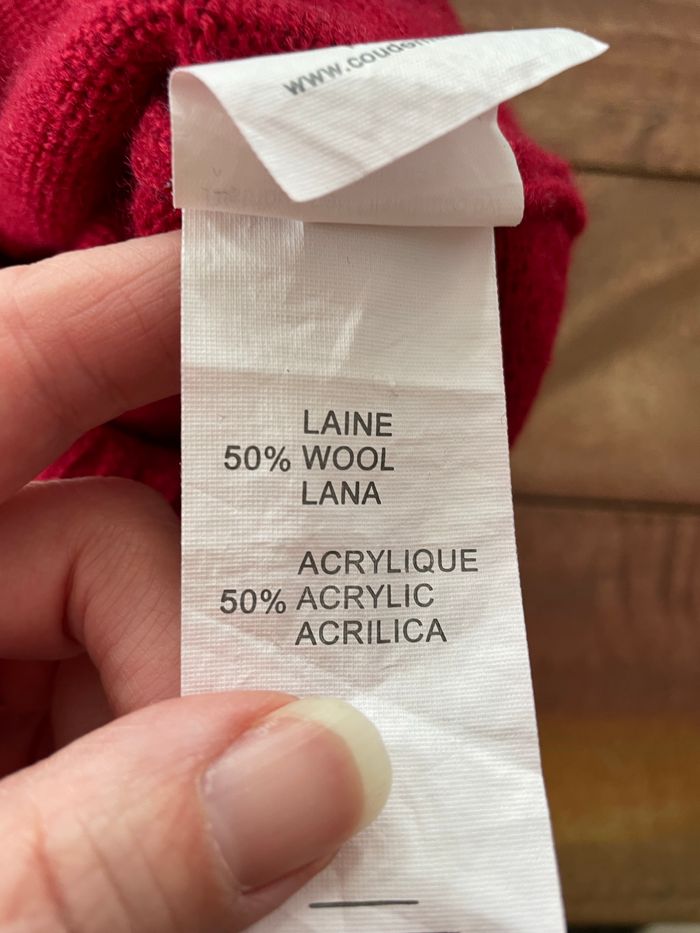 LAINE
50% WOOL
LANA
ACRYLIQUE
50% ACRYLIC
ACRILICA